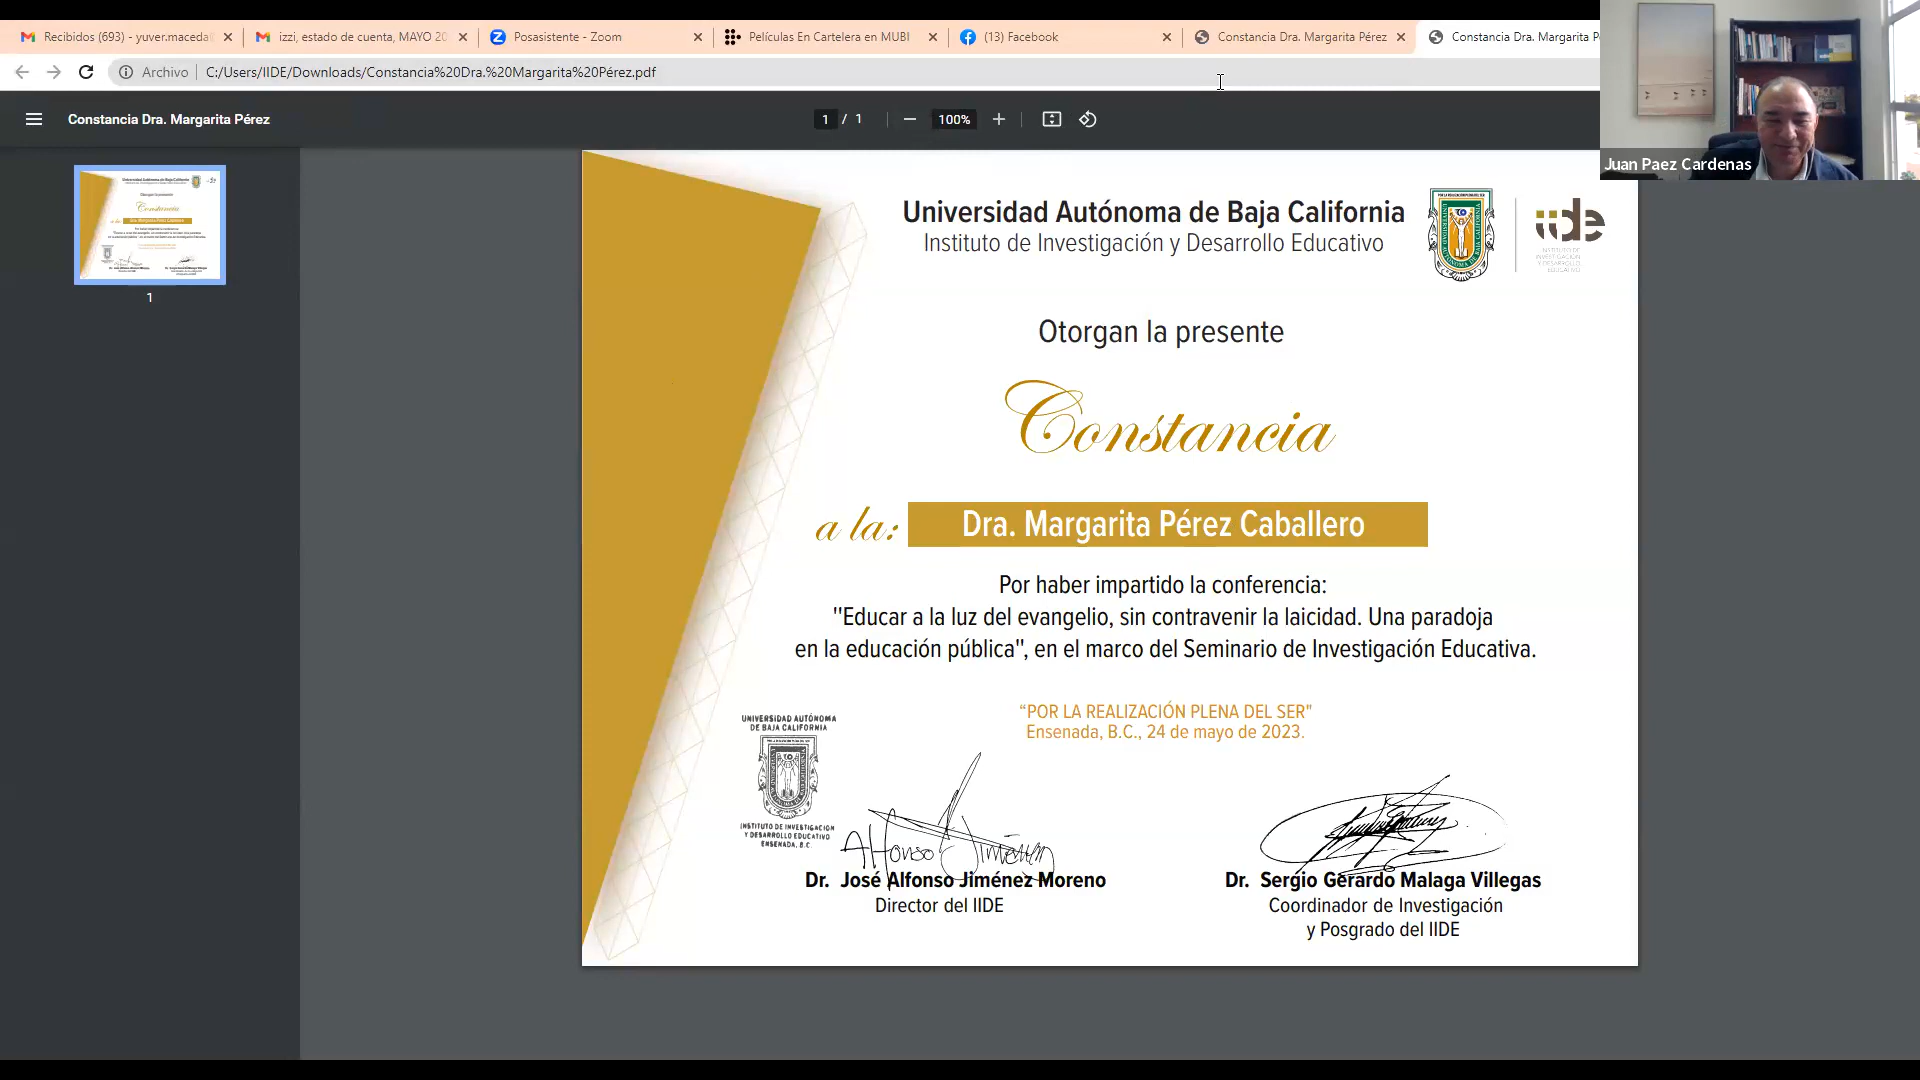 Recibidos (693) - yuver.maceda
izzi, estado de cuenta, MAYO 20
Posasistente - Zoom
Películas En Cartelera en MUBI
(13) Facebook
Constancia Dra. Margarita Pérez
Constancia Dra. Margarita P
Archivo
C:/Users/IIDE/Downloads/Constancia%20Dra.%20Margarita%20Pérez.pdf
Constancia Dra. Margarita Pérez
1 / 1
100%
Juan Paez Cardenas
1
Universidad Autónoma de Baja California
Instituto de Investigación y Desarrollo Educativo
iide
INSTITUTO DE
INVESTIGACIÓN
Y DESARROLLO
EDUCATIVO
Otorgan la presente
Constancia
a la: Dra. Margarita Pérez Caballero
Por haber impartido la conferencia:
"Educar a la luz del evangelio, sin contravenir la laicidad. Una paradoja
en la educación pública", en el marco del Seminario de Investigación Educativa.
“POR LA REALIZACIÓN PLENA DEL SER"
Ensenada, B.C., 24 de mayo de 2023.
UNIVERSIDAD AUTÓNOMA
DE BAJA CALIFORNIA
INSTITUTO DE INVESTIGACION
Y DESARROLLO EDUCATIVO
ENSENADA, B.C.
Alfonso Jiménez
Dr. José Alfonso Jiménez Moreno
Director del IIDE
Dr. Sergio Gerardo Malaga Villegas
Coordinador de Investigación
y Posgrado del IIDE